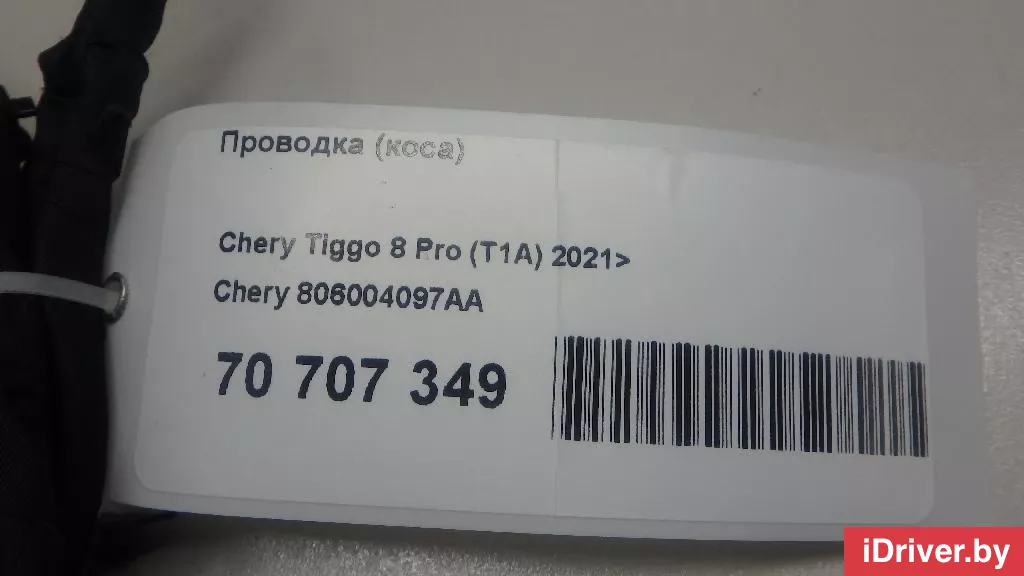 Проводка (коса)
Chery Tiggo 8 Pro (T1A) 2021>
Chery 806004097AA
70 707 349
iDriver.by